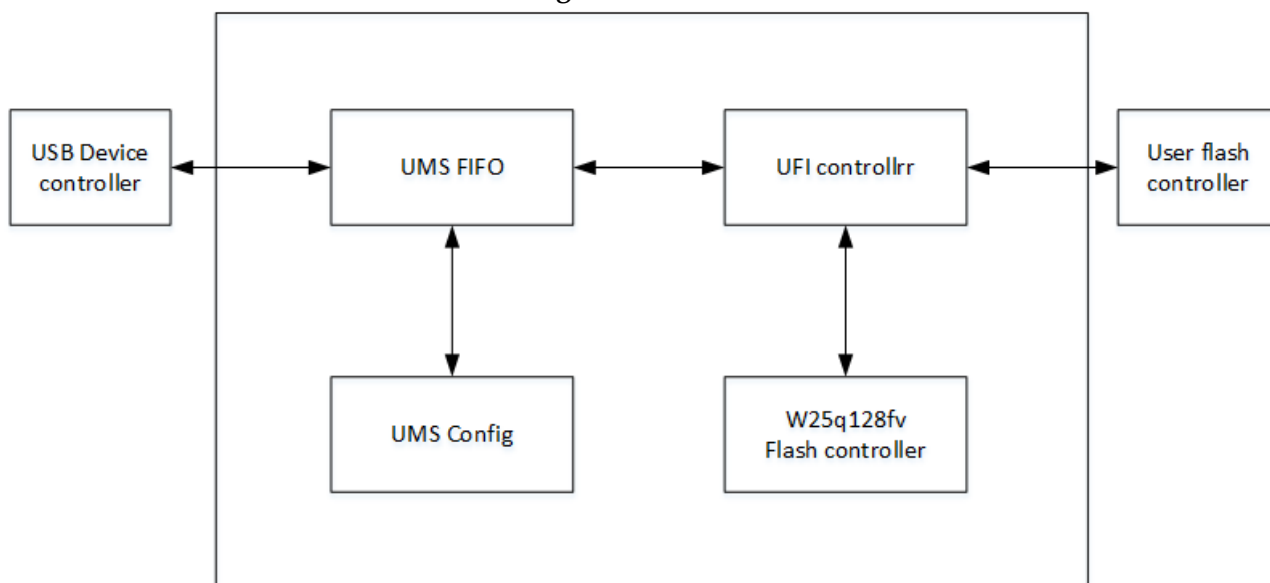 USB Device
controller
UMS FIFO
UFI controllrr
User flash
controller
UMS Config
W25q128fv
Flash controller